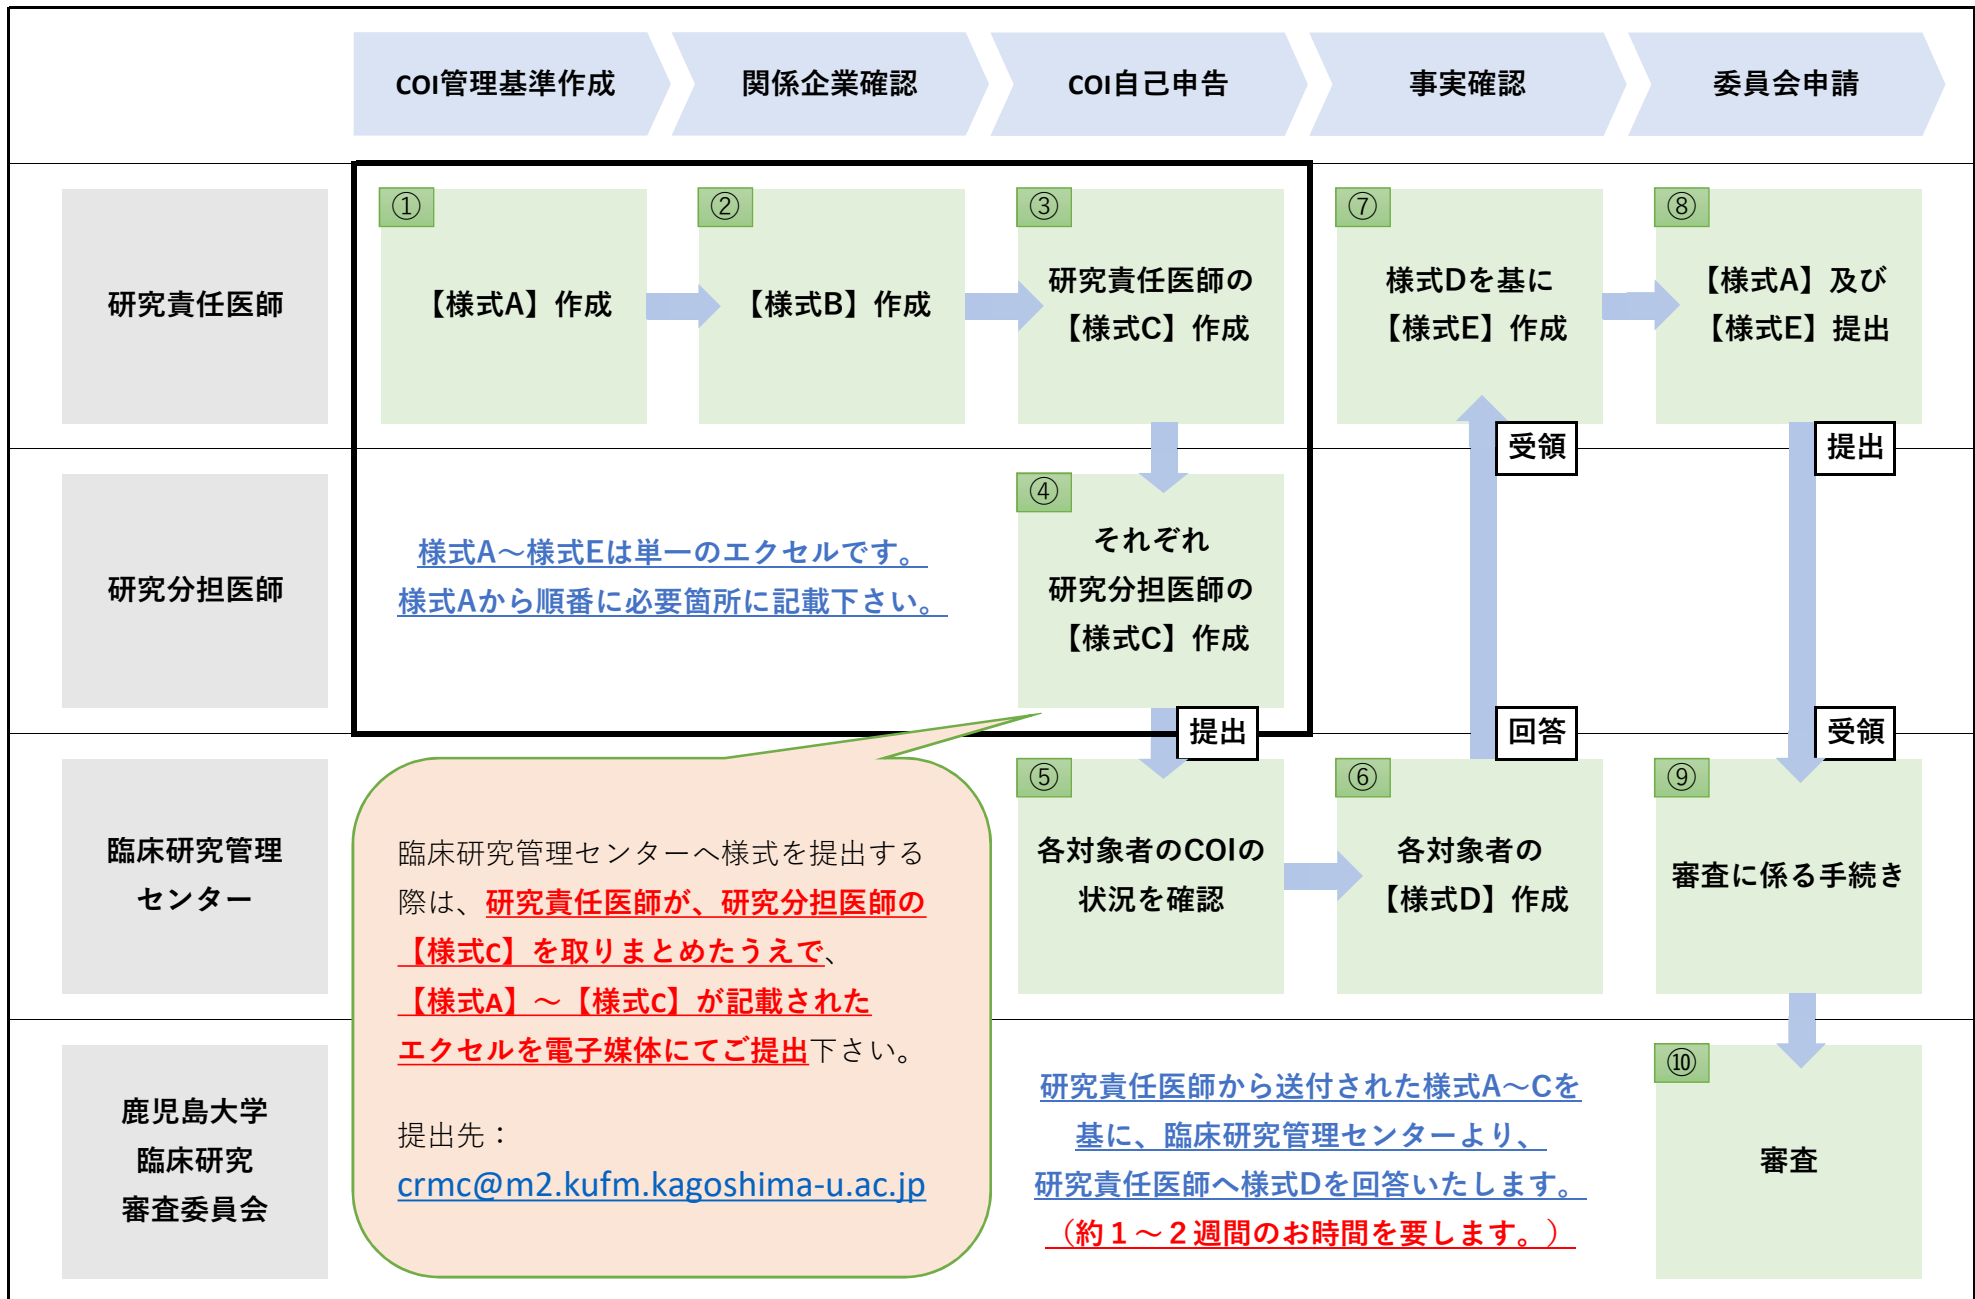 COI管理基準作成
関係企業確認
COI自己申告
事実確認
委員会申請
研究責任医師
①
【様式A】作成
②
【様式B】作成
③
研究責任医師の
【様式C】作成
⑦
様式Dを基に
【様式E】作成
⑧
【様式A】及び
【様式E】提出
受領
提出
研究分担医師
様式A～様式Eは単一のエクセルです。
様式Aから順番に必要箇所に記載下さい。
④
それぞれ
研究分担医師の
【様式C】作成
提出
回答
受領
臨床研究管理
センター
⑤
各対象者のCOIの
状況を確認
⑥
各対象者の
【様式D】作成
⑨
審査に係る手続き
臨床研究管理センターへ様式を提出する
際は、研究責任医師が、研究分担医師の
【様式C】を取りまとめたうえで、
【様式A】～【様式C】が記載された
エクセルを電子媒体にてご提出下さい。
提出先：
crmc@m2.kufm.kagoshima-u.ac.jp
鹿児島大学
臨床研究
審査委員会
研究責任医師から送付された様式A～Cを
基に、臨床研究管理センターより、
研究責任医師へ様式Dを回答いたします。
（約１～２週間のお時間を要します。）
⑩
審査